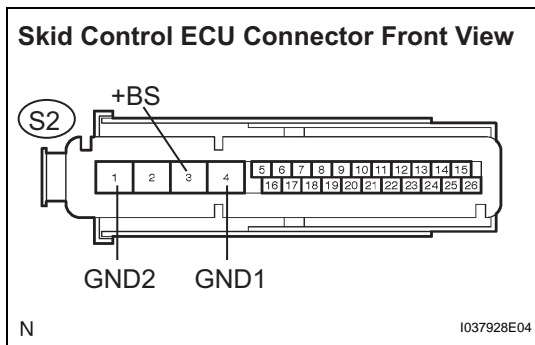 Skid Control ECU Connector Front View
+BS
S2
1 2 3 4 5 6 7 8 9 10 11 12 13 14 15
16 17 18 19 20 21 22 23 24 25 26
GND2 GND1
N I037928E04